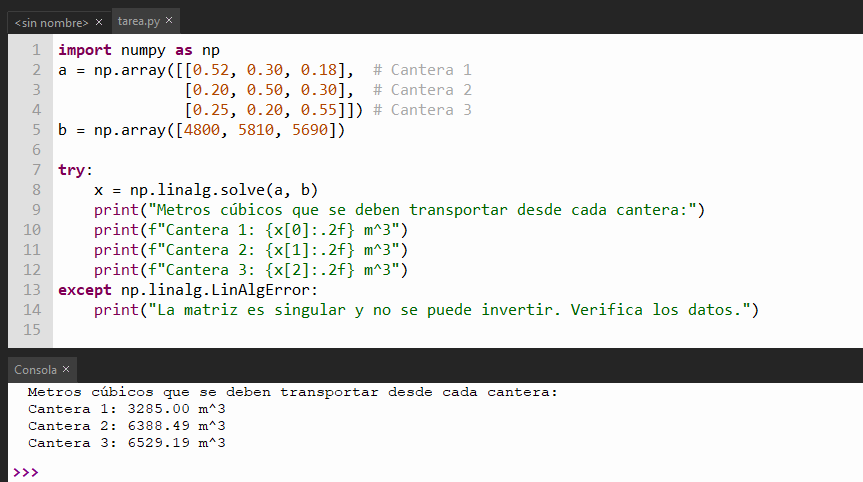 <sin nombre> × tarea.py ×
1 import numpy as np
2 a = np.array([[0.52, 0.30, 0.18],  # Cantera 1
3               [0.20, 0.50, 0.30],  # Cantera 2
4               [0.25, 0.20, 0.55]]) # Cantera 3
5 b = np.array([4800, 5810, 5690])
6
7 try:
8     x = np.linalg.solve(a, b)
9     print("Metros cúbicos que se deben transportar desde cada cantera:")
10     print(f"Cantera 1: {x[0]:.2f} m^3")
11     print(f"Cantera 2: {x[1]:.2f} m^3")
12     print(f"Cantera 3: {x[2]:.2f} m^3")
13 except np.linalg.LinAlgError:
14     print("La matriz es singular y no se puede invertir. Verifica los datos.")
15
Consola ×
Metros cúbicos que se deben transportar desde cada cantera:
Cantera 1: 3285.00 m^3
Cantera 2: 6388.49 m^3
Cantera 3: 6529.19 m^3
>>>